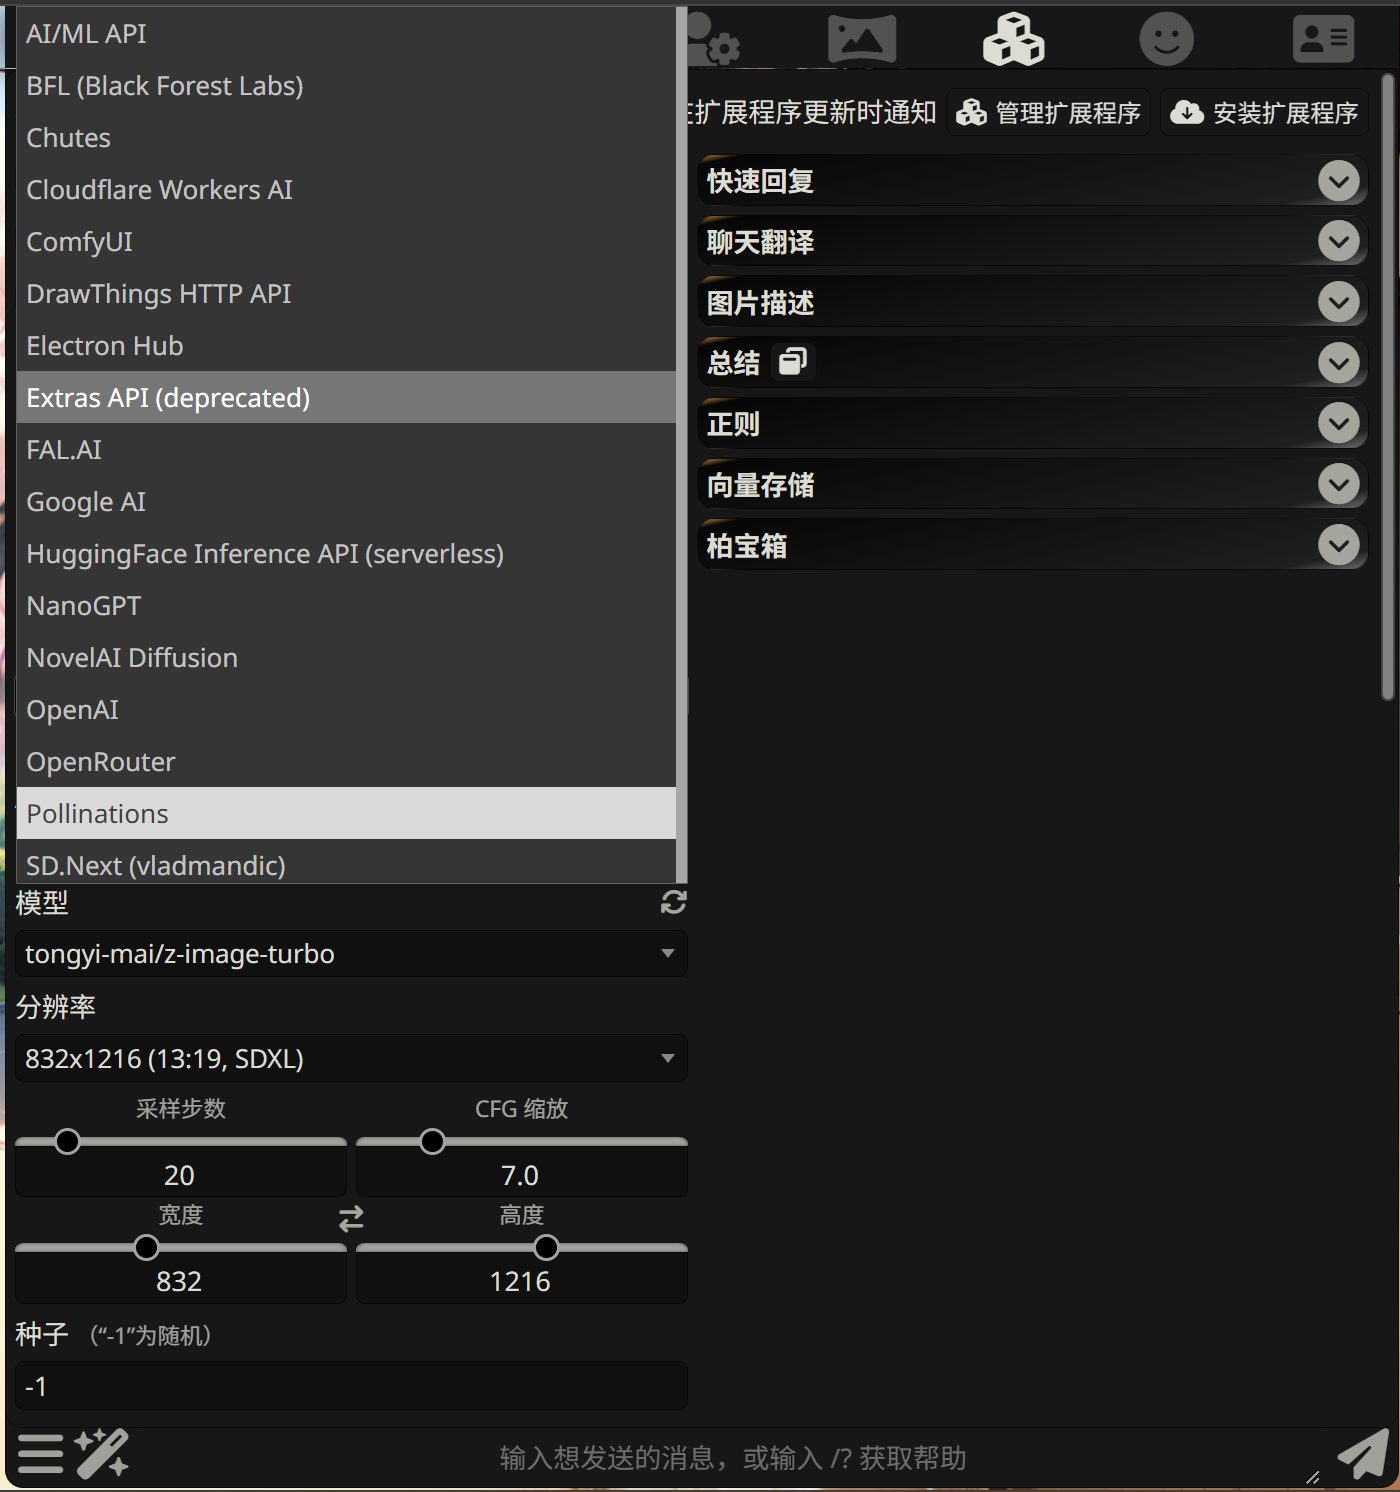 AI/ML API
BFL (Black Forest Labs)
Chutes
Cloudflare Workers AI
ComfyUI
DrawThings HTTP API
Electron Hub
Extras API (deprecated)
FAL.AI
Google AI
HuggingFace Inference API (serverless)
NanoGPT
NovelAI Diffusion
OpenAI
OpenRouter
Pollinations
SD.Next (vladmandic)
模型
tongyi-mai/z-image-turbo
分辨率
832x1216 (13:19, SDXL)
采样步数 CFG 缩放
20 7.0
宽度 高度
832 1216
种子 (“-1”为随机)
-1
扩展程序更新时通知 管理扩展程序 安装扩展程序
快速回复
聊天翻译
图片描述
总结
正则
向量存储
柏宝箱
输入想发送的消息，或输入 /? 获取帮助